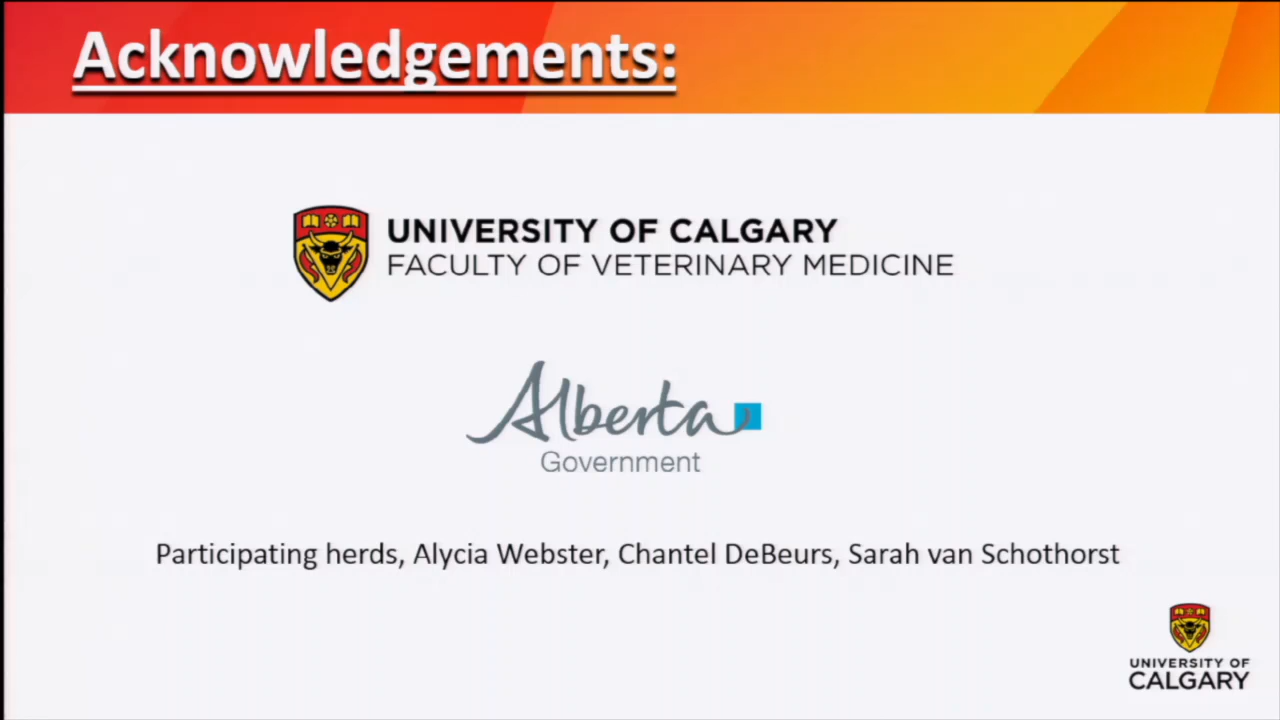 Acknowledgements:
UNIVERSITY OF CALGARY
FACULTY OF VETERINARY MEDICINE
Alberta
Government
Participating herds, Alycia Webster, Chantel DeBeurs, Sarah van Schothorst
UNIVERSITY OF
CALGARY